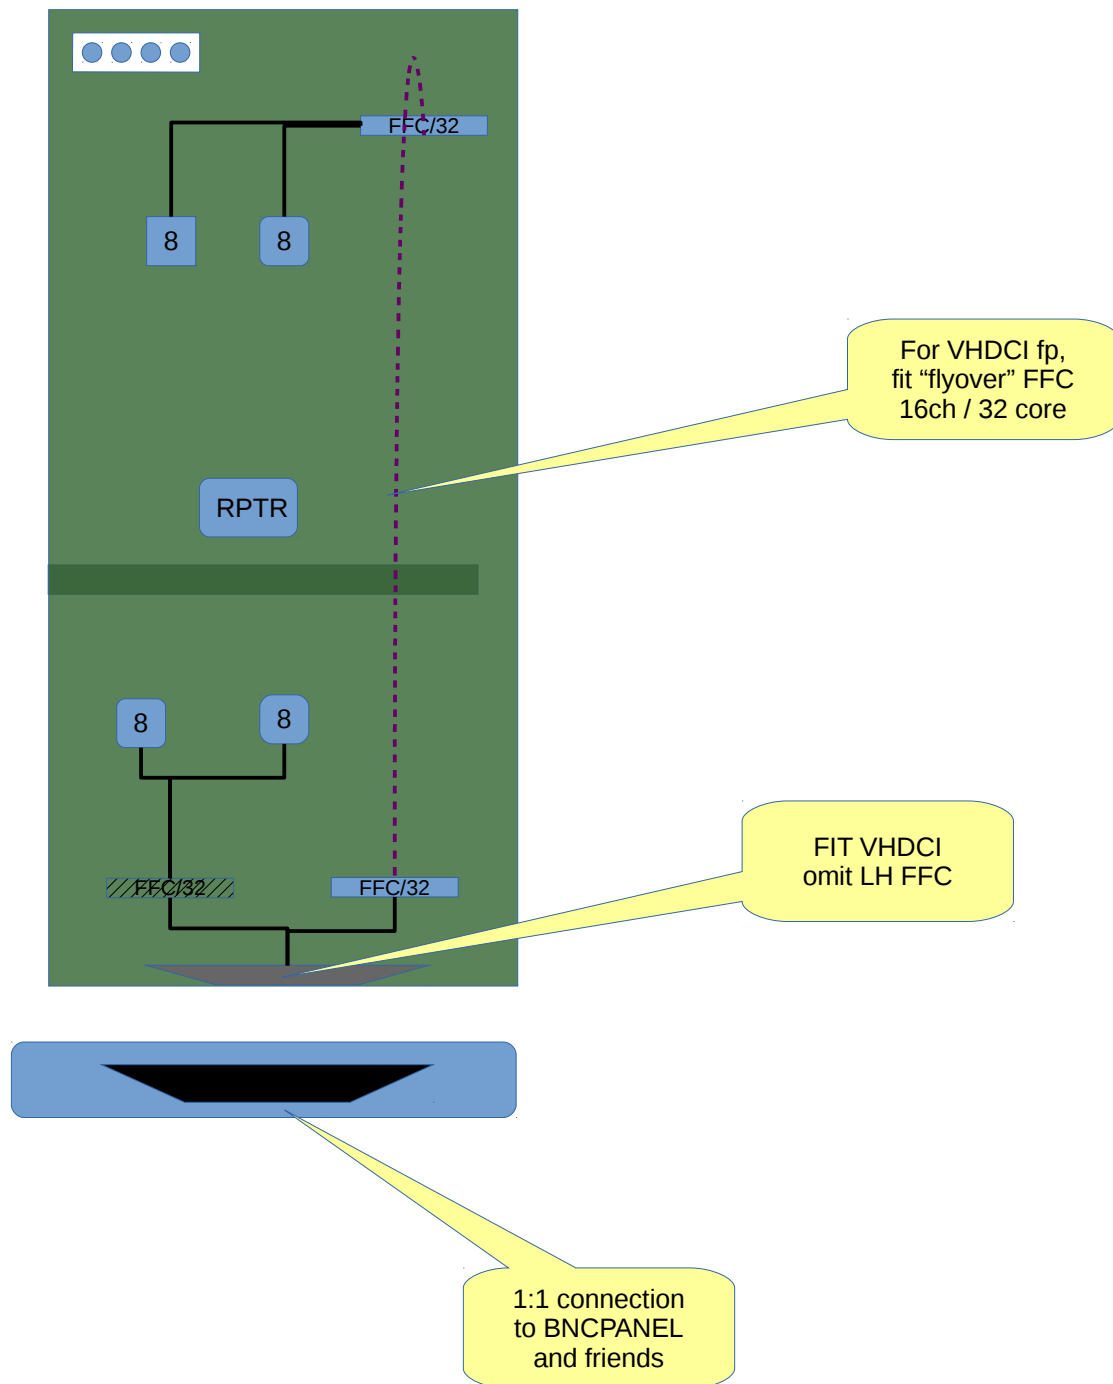 FFC/32
8
8
For VHDCI fp,
fit “flyover” FFC
16ch / 32 core
RPTR
8
8
FFC/32
FFC/32
FIT VHDCI
omit LH FFC
1:1 connection
to BNCPANEL
and friends